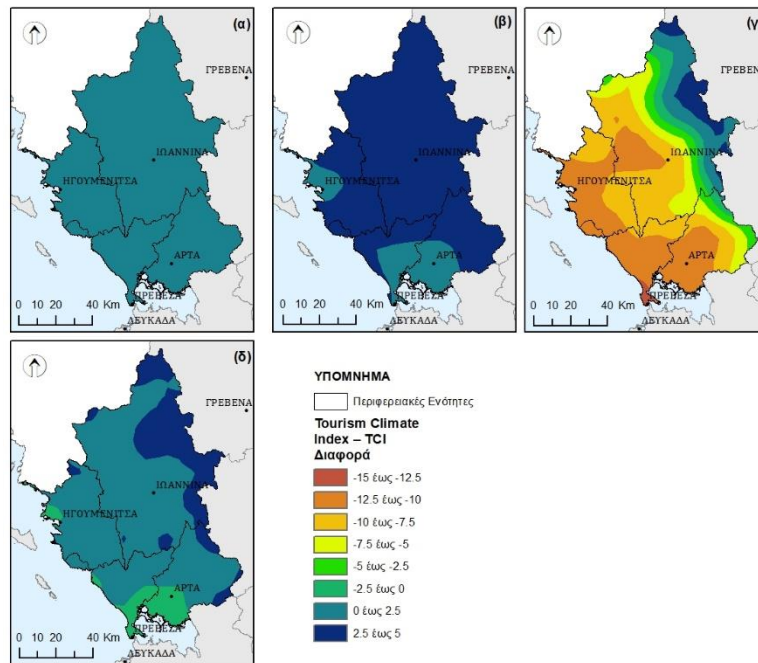 (α)
ΓΡΕΒΕΝΑ
ΙΩΑΝΝΙΝΑ
ΗΓΟΥΜΕΝΙΤΣΑ
ΑΡΤΑ
ΠΡΕΒΕΖΑ
ΛΕΥΚΑΔΑ
0 10 20 40 Km
(β)
ΓΡΕΒΕΝΑ
ΙΩΑΝΝΙΝΑ
ΗΓΟΥΜΕΝΙΤΣΑ
ΑΡΤΑ
ΠΡΕΒΕΖΑ
ΛΕΥΚΑΔΑ
0 10 20 40 Km
(γ)
ΓΡΕΒΕΝΑ
ΙΩΑΝΝΙΝΑ
ΗΓΟΥΜΕΝΙΤΣΑ
ΑΡΤΑ
ΠΡΕΒΕΖΑ
ΛΕΥΚΑΔΑ
0 10 20 40 Km
(δ)
ΓΡΕΒΕΝΑ
ΙΩΑΝΝΙΝΑ
ΗΓΟΥΜΕΝΙΤΣΑ
ΑΡΤΑ
ΠΡΕΒΕΖΑ
ΛΕΥΚΑΔΑ
0 10 20 40 Km
ΥΠΟΜΝΗΜΑ
Περιφερειακές Ενότητες
Tourism Climate
Index – TCI
Διαφορά
-15 έως -12.5
-12.5 έως -10
-10 έως -7.5
-7.5 έως -5
-5 έως -2.5
-2.5 έως 0
0 έως 2.5
2.5 έως 5